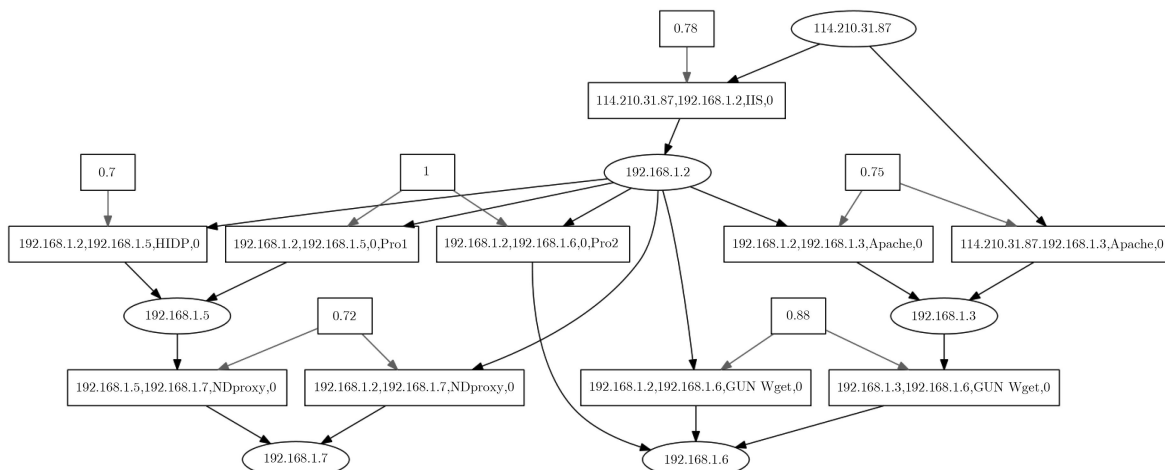 0.78
114.210.31.87
114.210.31.87,192.168.1.2,IIS,0
0.7
1
192.168.1.2
0.75
192.168.1.2,192.168.1.5,HIDP,0
192.168.1.2,192.168.1.5,0,Pro1
192.168.1.2,192.168.1.6,0,Pro2
192.168.1.2,192.168.1.3,Apache,0
114.210.31.87.192.168.1.3,Apache,0
192.168.1.5
0.72
0.88
192.168.1.3
192.168.1.5,192.168.1.7,NDproxy,0
192.168.1.2,192.168.1.7,NDproxy,0
192.168.1.2,192.168.1.6,GUN Wget,0
192.168.1.3,192.168.1.6,GUN Wget,0
192.168.1.7
192.168.1.6